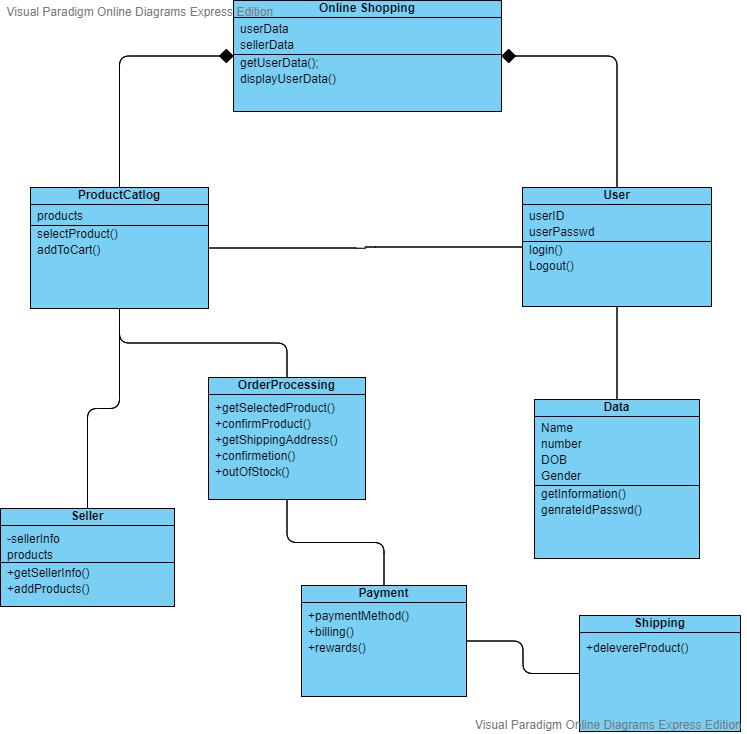 Visual Paradigm Online Diagrams Express Edition
Online Shopping
userData
sellerData
getUserData();
displayUserData()
ProductCatlog
products
selectProduct()
addToCart()
User
userID
userPasswd
login()
Logout()
OrderProcessing
+getSelectedProduct()
+confirmProduct()
+getShippingAddress()
+confirmetion()
+outOfStock()
Data
Name
number
DOB
Gender
getInformation()
genrateIdPasswd()
Seller
-sellerInfo
products
+getSellerInfo()
+addProducts()
Payment
+paymentMethod()
+billing()
+rewards()
Shipping
+delevereProduct()
Visual Paradigm Online Diagrams Express Edition